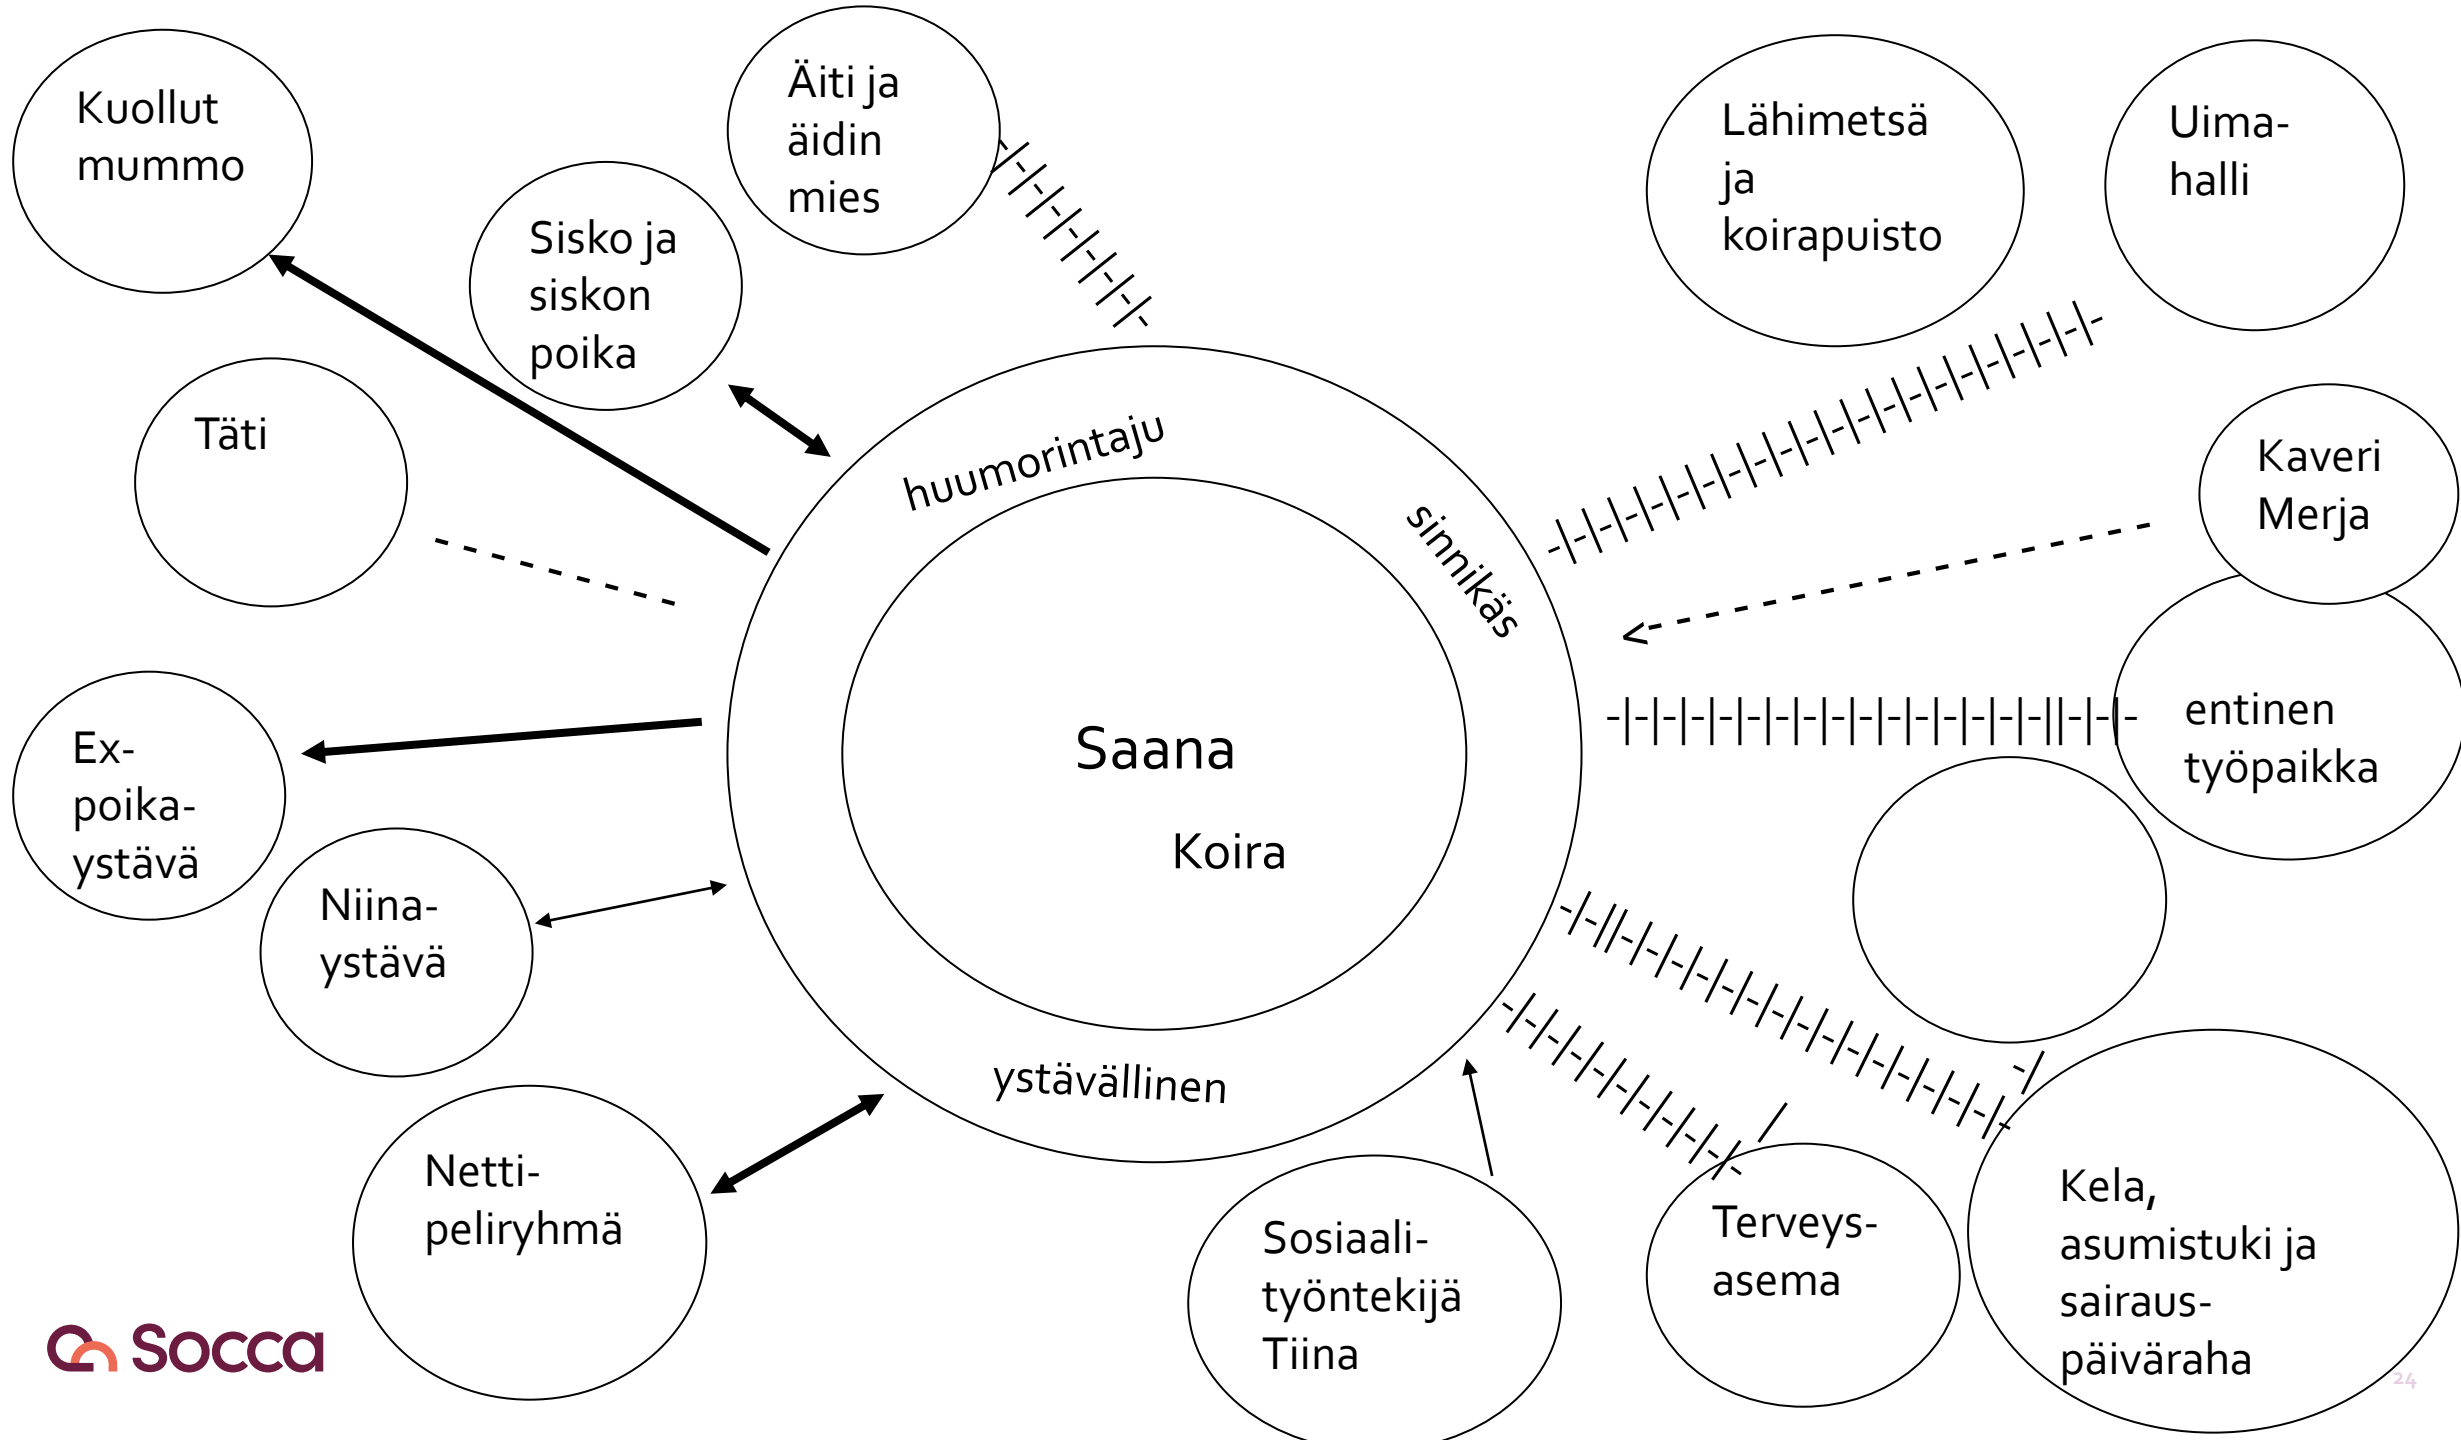 Kuollut
mummo
Äiti ja
äidin
mies
Sisko ja
siskon
poika
Täti
Lähimetsä
ja
koirapuisto
Uima-
halli
Kaveri
Merja
entinen
työpaikka
huumorintaju
sinnikäs
Saana
Koira
ystävällinen
Ex-
poika-
ystävä
Niina-
ystävä
Netti-
peliryhmä
Sosiaali-
työntekijä
Tiina
Terveys-
asema
Kela,
asumistuki ja
sairaus-
päiväraha
Socca
24